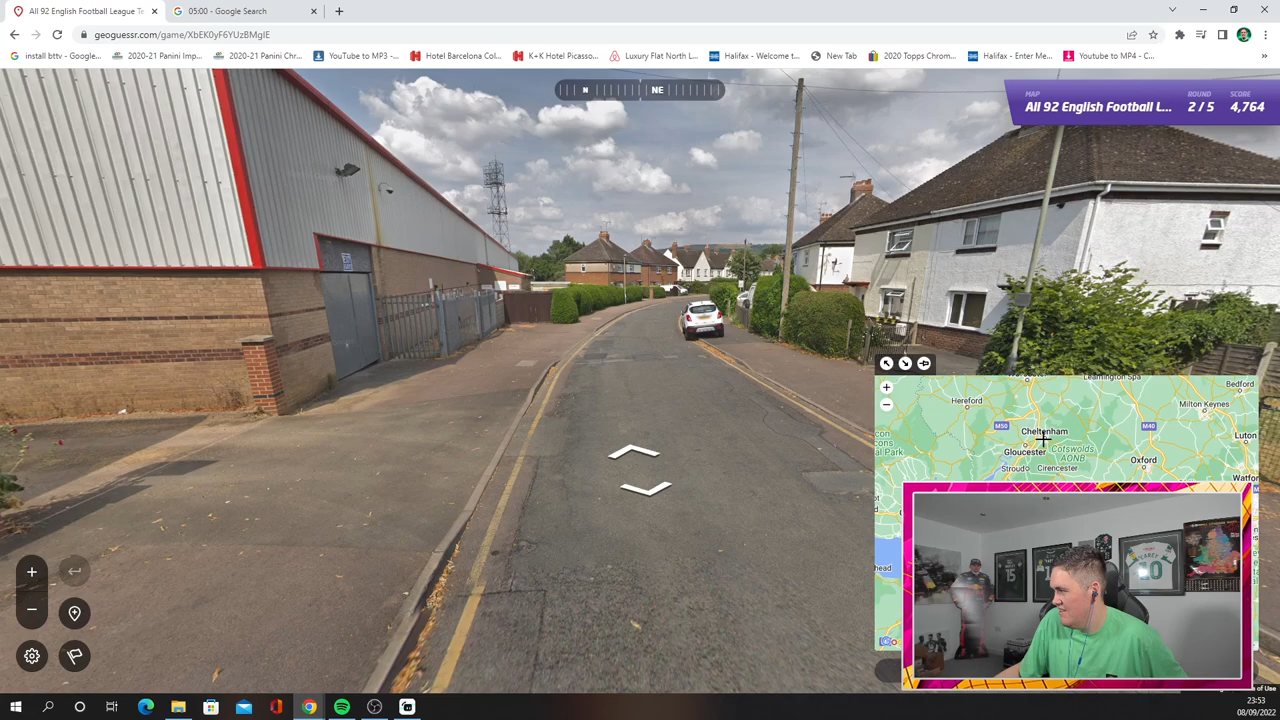 All 92 English Football League Te
05:00 - Google Search
geoguessr.com/game/XbEK0yF6YUzBMgIE
install bttv - Google...
2020-21 Panini Imp...
2020-21 Panini Chr...
YouTube to MP3 -...
Hotel Barcelona Col...
K+K Hotel Picasso...
Luxury Flat North L...
Halifax - Welcome t...
New Tab
2020 Topps Chrom...
Halifax - Enter Me...
Youtube to MP4 - C...
N
NE
MAP
All 92 English Football L...
ROUND
2 / 5
SCORE
4,764
Leamington Spa
Bedford
Hereford
Milton Keynes
M50
M40
Cheltenham
Luton
Gloucester
Cotswolds
AONB
Oxford
Stroud
Cirencester
Watfor
15
10
23:53
08/09/2022